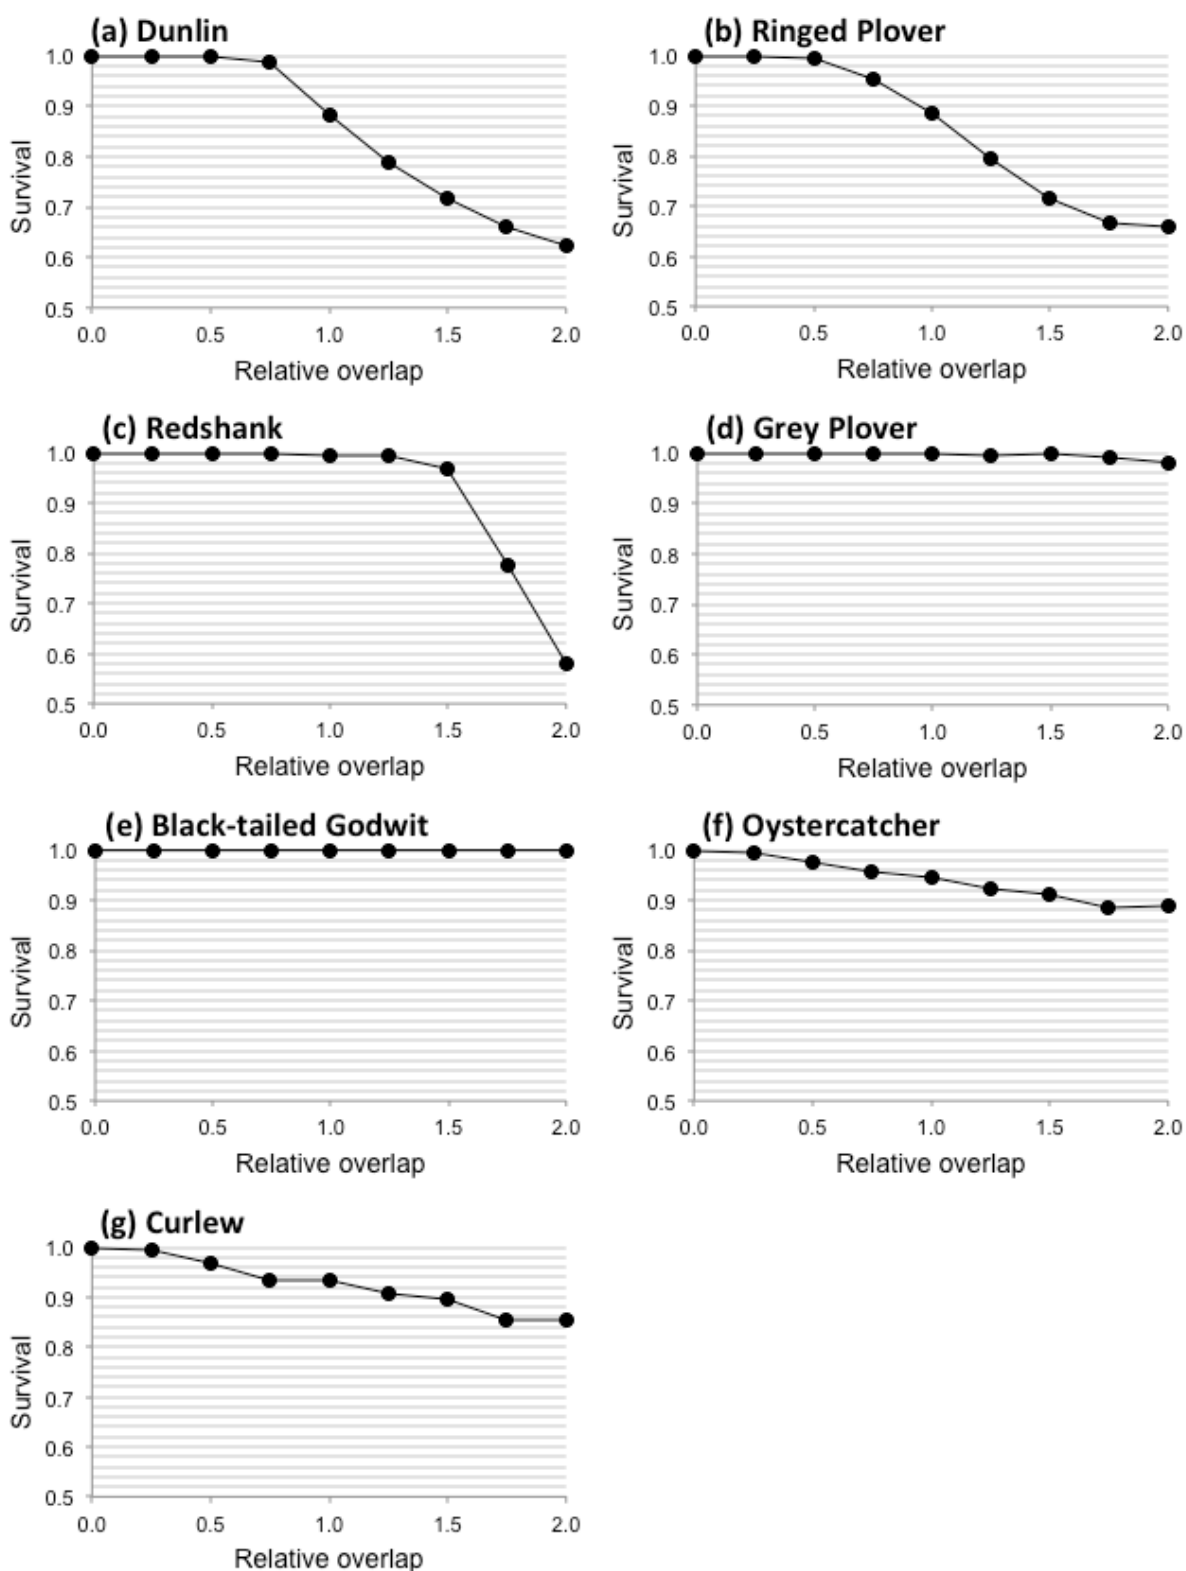 (a) Dunlin
1.0
0.9
0.8
0.7
0.6
0.5
Survival
0.0 0.5 1.0 1.5 2.0
Relative overlap
(b) Ringed Plover
1.0
0.9
0.8
0.7
0.6
0.5
Survival
0.0 0.5 1.0 1.5 2.0
Relative overlap
(c) Redshank
1.0
0.9
0.8
0.7
0.6
0.5
Survival
0.0 0.5 1.0 1.5 2.0
Relative overlap
(d) Grey Plover
1.0
0.9
0.8
0.7
0.6
0.5
Survival
0.0 0.5 1.0 1.5 2.0
Relative overlap
(e) Black-tailed Godwit
1.0
0.9
0.8
0.7
0.6
0.5
Survival
0.0 0.5 1.0 1.5 2.0
Relative overlap
(f) Oystercatcher
1.0
0.9
0.8
0.7
0.6
0.5
Survival
0.0 0.5 1.0 1.5 2.0
Relative overlap
(g) Curlew
1.0
0.9
0.8
0.7
0.6
0.5
Survival
0.0 0.5 1.0 1.5 2.0
Relative overlap